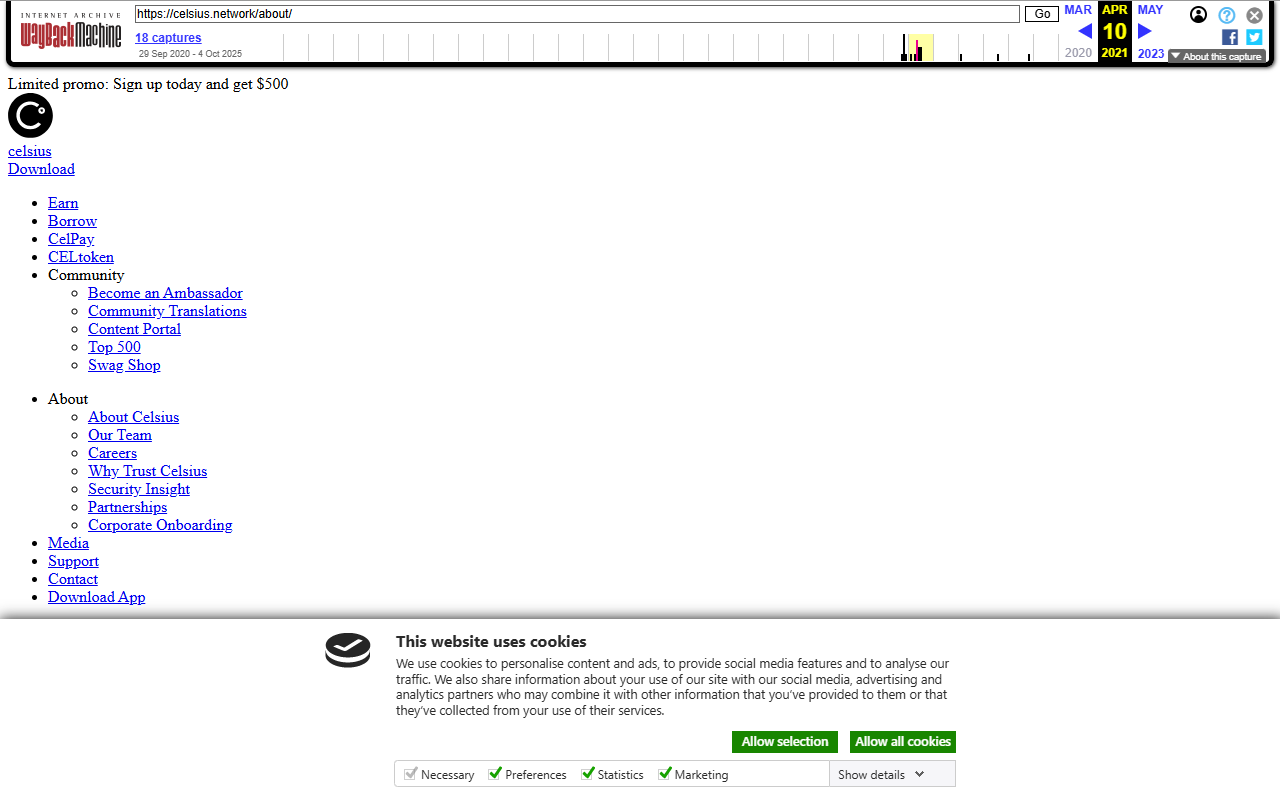 INTERNET ARCHIVE
WayBackMachine
https://celsius.network/about/
Go
18 captures
29 Sep 2020 - 4 Oct 2025
MAR
APR
MAY
10
2020
2021
2023
About this capture
Limited promo: Sign up today and get $500
celsius
Download
Earn
Borrow
CelPay
CELtoken
Community
Become an Ambassador
Community Translations
Content Portal
Top 500
Swag Shop
About
About Celsius
Our Team
Careers
Why Trust Celsius
Security Insight
Partnerships
Corporate Onboarding
Media
Support
Contact
Download App
This website uses cookies
We use cookies to personalise content and ads, to provide social media features and to analyse our
traffic. We also share information about your use of our site with our social media, advertising and
analytics partners who may combine it with other information that you’ve provided to them or that
they’ve collected from your use of their services.
Allow selection
Allow all cookies
Necessary
Preferences
Statistics
Marketing
Show details